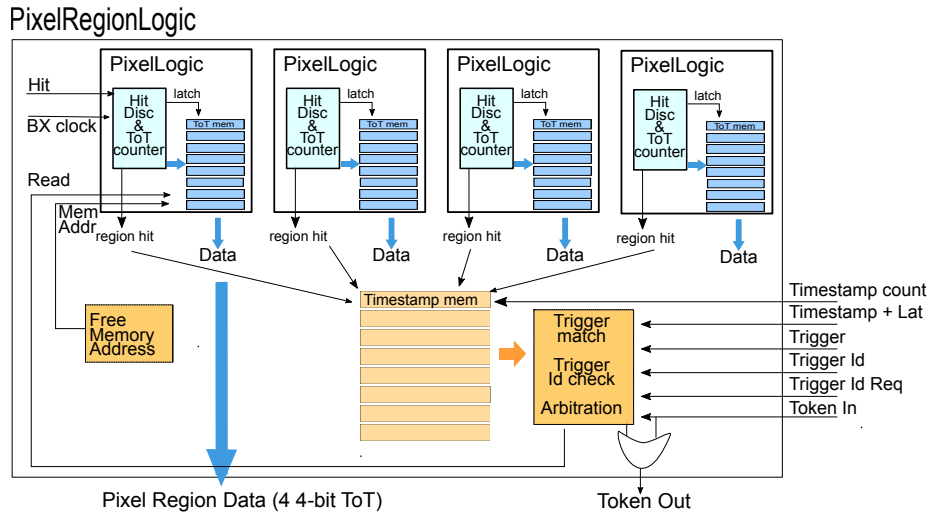 PixelRegionLogic
PixelLogic
PixelLogic
PixelLogic
PixelLogic
Hit
BX clock
Read
Mem
Addr
Hit
Disc
&
ToT
counter
latch
ToT mem
Hit
Disc
&
ToT
counter
latch
ToT mem
Hit
Disc
&
ToT
counter
latch
ToT mem
Hit
Disc
&
ToT
counter
latch
ToT mem
region hit
Data
region hit
Data
region hit
Data
region hit
Data
Free
Memory
Address
Timestamp mem
Trigger
match
Trigger
Id check
Arbitration
Timestamp count
Timestamp + Lat
Trigger
Trigger Id
Trigger Id Req
Token In
Pixel Region Data (4 4-bit ToT)
Token Out